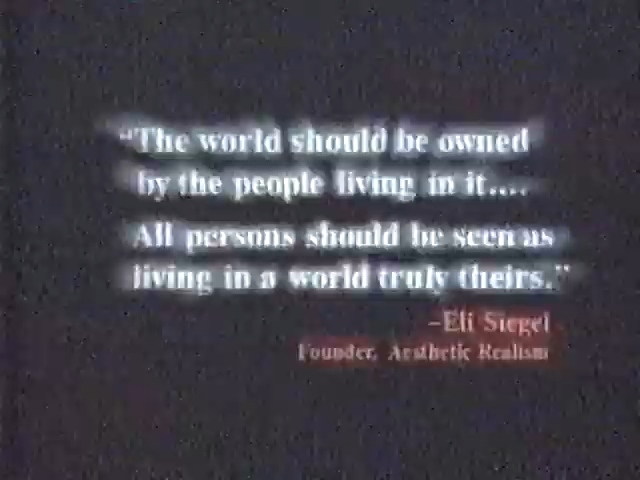 “The world should be owned
by the people living in it....
All persons should be seen as
living in a world truly theirs.”
–Eli Siegel
Founder, Aesthetic Realism